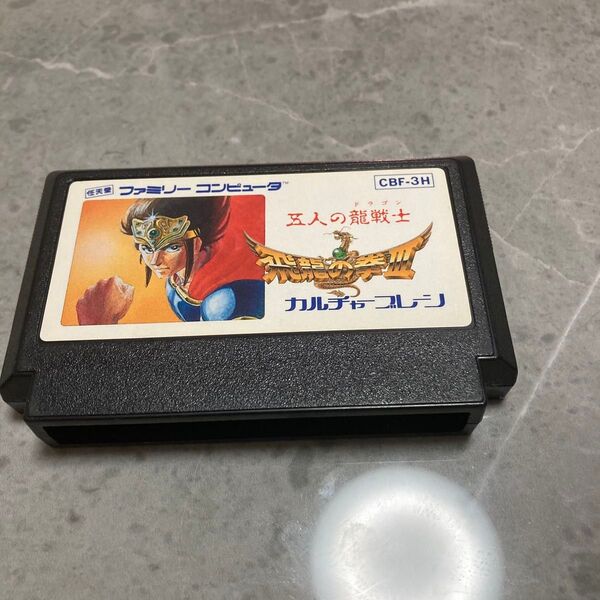 任天堂 ファミリー コンピュータ™
CBF-3H
ドラゴン
五人の龍戦士
飛龍の拳III
カルチャーブレーン